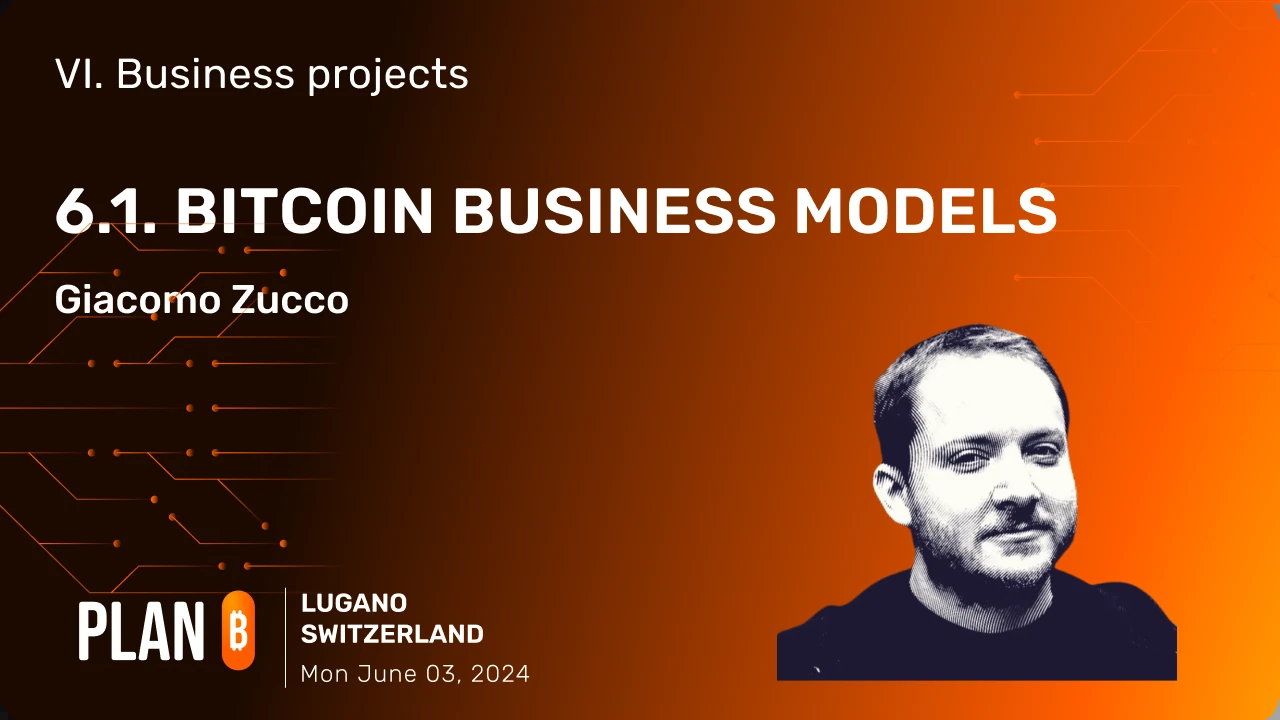 VI. Business projects
6.1. BITCOIN BUSINESS MODELS
Giacomo Zucco
PLAN ₿
LUGANO
SWITZERLAND
Mon June 03, 2024